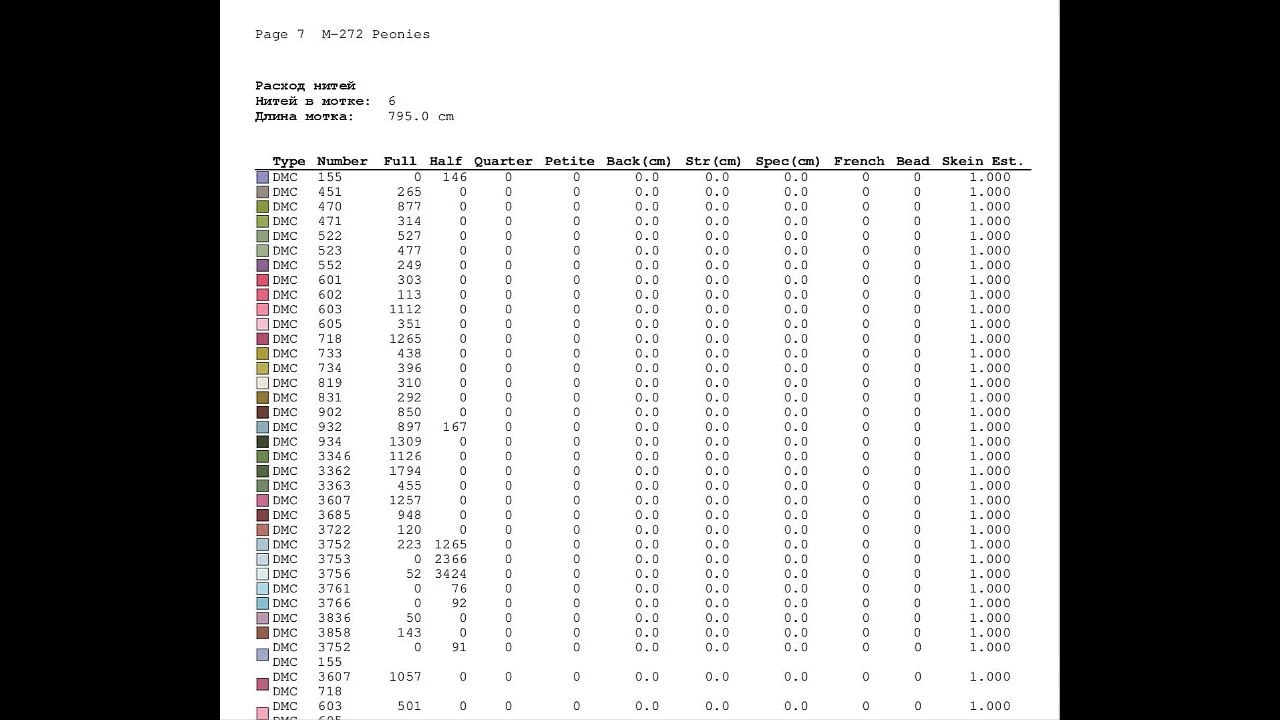 Page 7  M-272 Peonies
Расход нитей
Нитей в мотке:  6
Длина мотка:  795.0 cm
Type Number Full Half Quarter Petite Back(cm) Str(cm) Spec(cm) French Bead Skein Est.
DMC 155 0 146 0 0 0.0 0.0 0.0 0 0 1.000
DMC 451 265 0 0 0 0.0 0.0 0.0 0 0 1.000
DMC 470 877 0 0 0 0.0 0.0 0.0 0 0 1.000
DMC 471 314 0 0 0 0.0 0.0 0.0 0 0 1.000
DMC 522 527 0 0 0 0.0 0.0 0.0 0 0 1.000
DMC 523 477 0 0 0 0.0 0.0 0.0 0 0 1.000
DMC 552 249 0 0 0 0.0 0.0 0.0 0 0 1.000
DMC 601 303 0 0 0 0.0 0.0 0.0 0 0 1.000
DMC 602 113 0 0 0 0.0 0.0 0.0 0 0 1.000
DMC 603 1112 0 0 0 0.0 0.0 0.0 0 0 1.000
DMC 605 351 0 0 0 0.0 0.0 0.0 0 0 1.000
DMC 718 1265 0 0 0 0.0 0.0 0.0 0 0 1.000
DMC 733 438 0 0 0 0.0 0.0 0.0 0 0 1.000
DMC 734 396 0 0 0 0.0 0.0 0.0 0 0 1.000
DMC 819 310 0 0 0 0.0 0.0 0.0 0 0 1.000
DMC 831 292 0 0 0 0.0 0.0 0.0 0 0 1.000
DMC 902 850 0 0 0 0.0 0.0 0.0 0 0 1.000
DMC 932 897 167 0 0 0.0 0.0 0.0 0 0 1.000
DMC 934 1309 0 0 0 0.0 0.0 0.0 0 0 1.000
DMC 3346 1126 0 0 0 0.0 0.0 0.0 0 0 1.000
DMC 3362 1794 0 0 0 0.0 0.0 0.0 0 0 1.000
DMC 3363 455 0 0 0 0.0 0.0 0.0 0 0 1.000
DMC 3607 1257 0 0 0 0.0 0.0 0.0 0 0 1.000
DMC 3685 948 0 0 0 0.0 0.0 0.0 0 0 1.000
DMC 3722 120 0 0 0 0.0 0.0 0.0 0 0 1.000
DMC 3752 223 1265 0 0 0.0 0.0 0.0 0 0 1.000
DMC 3753 0 2366 0 0 0.0 0.0 0.0 0 0 1.000
DMC 3756 52 3424 0 0 0.0 0.0 0.0 0 0 1.000
DMC 3761 0 76 0 0 0.0 0.0 0.0 0 0 1.000
DMC 3766 0 92 0 0 0.0 0.0 0.0 0 0 1.000
DMC 3836 50 0 0 0 0.0 0.0 0.0 0 0 1.000
DMC 3858 143 0 0 0 0.0 0.0 0.0 0 0 1.000
DMC 3752 0 91 0 0 0.0 0.0 0.0 0 0 1.000
DMC 155
DMC 3607 1057 0 0 0 0.0 0.0 0.0 0 0 1.000
DMC 718
DMC 603 501 0 0 0 0.0 0.0 0.0 0 0 1.000